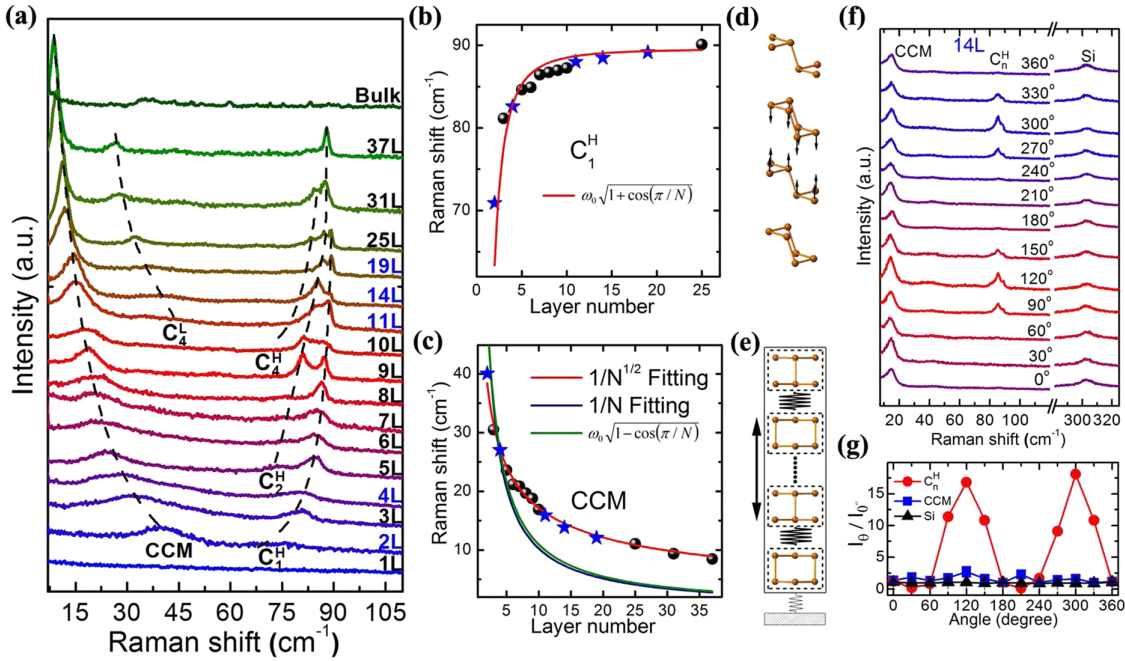 (a)
Bulk
37L
31L
25L
19L
14L
11L
10L
9L
8L
7L
6L
5L
4L
3L
2L
1L
C₄ᴸ
C₄ᴴ
C₂ᴴ
CCM
C₁ᴴ
Intensity (a.u.)
15 30 45 60 75 90 105
Raman shift (cm⁻¹)
(b)
90
80
70
Raman shift (cm⁻¹)
C₁ᴴ
ω₀√1+cos(π/N)
0 5 10 15 20 25
Layer number
(c)
40
30
20
10
0
Raman shift (cm⁻¹)
1/N^1/2 Fitting
1/N Fitting
ω₀√1−cos(π/N)
CCM
5 10 15 20 25 30 35
Layer number
(d)
(e)
(f)
14L
CCM
Cₙᴴ
Si
360°
330°
300°
270°
240°
210°
180°
150°
120°
90°
60°
30°
0°
Intensity (a.u.)
20 40 60 80 100 300 320
Raman shift (cm⁻¹)
(g)
15
10
5
0
I_θ / I_0°
Cₙᴴ
CCM
Si
0 60 120 180 240 300 360
Angle (degree)